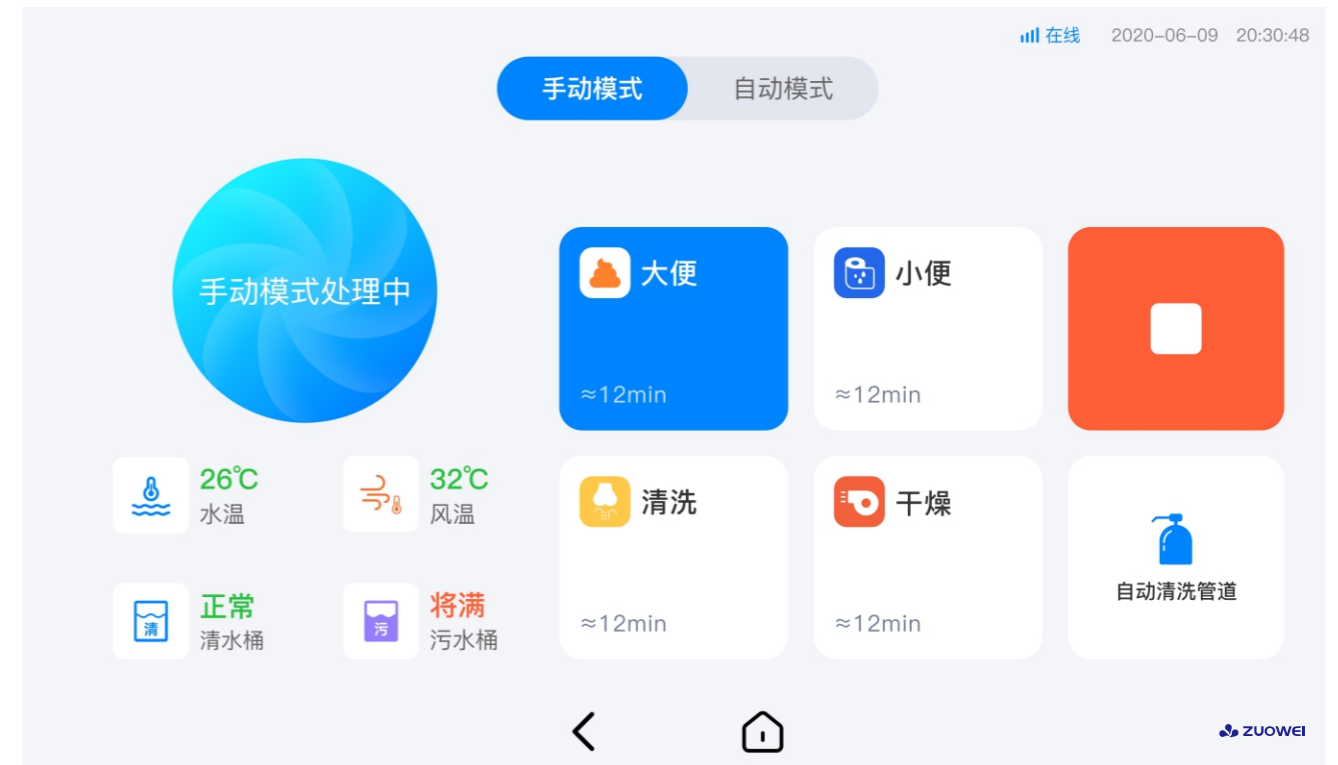 在线 2020-06-09 20:30:48
手动模式 自动模式
手动模式处理中
大便
≈12min
小便
≈12min
26℃
水温
32℃
风温
清洗
≈12min
干燥
≈12min
自动清洗管道
清
正常
清水桶
污
将满
污水桶
ZUOWEI